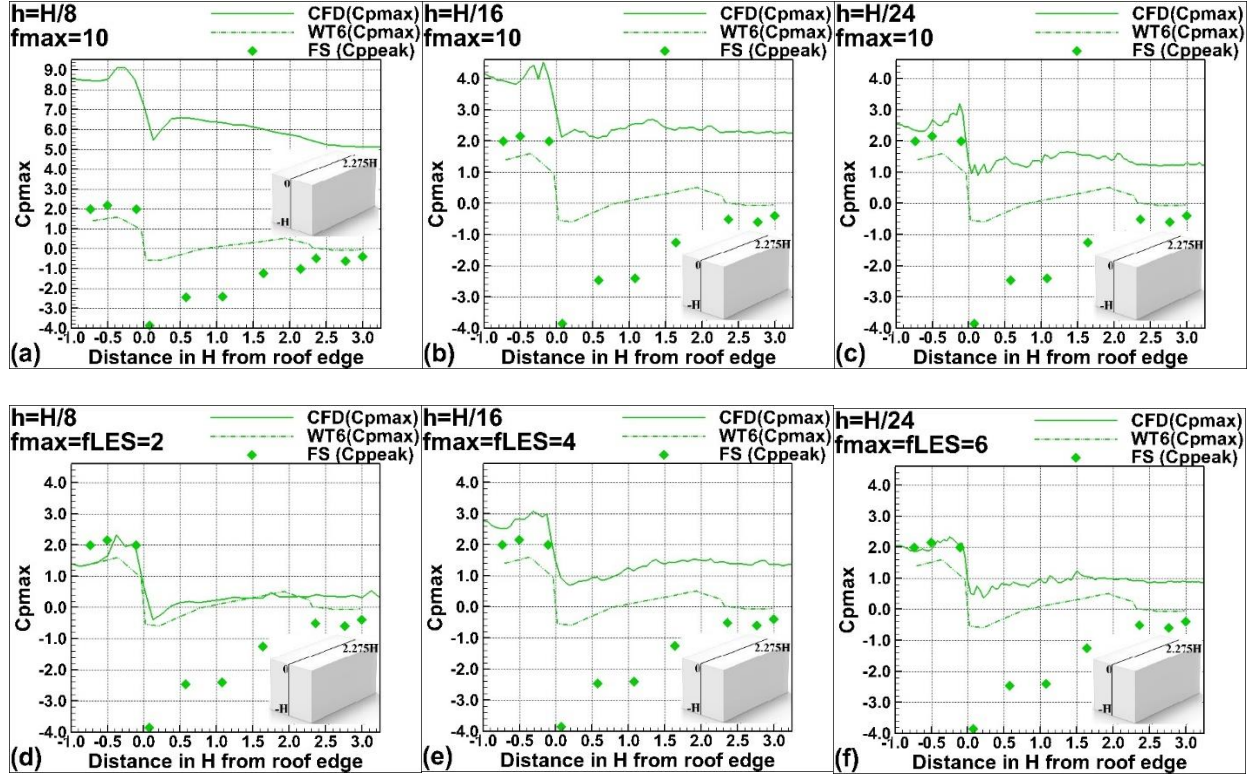 h=H/8
fmax=10
CFD(Cpmax)
WT6(Cpmax)
FS (Cppeak)
9.0
8.0
7.0
6.0
5.0
4.0
3.0
2.0
1.0
0.0
-1.0
-2.0
-3.0
-4.0
Cpmax
2.275H
0
-H
-1.0 -0.5 0.0 0.5 1.0 1.5 2.0 2.5 3.0
(a) Distance in H from roof edge
h=H/16
fmax=10
CFD(Cpmax)
WT6(Cpmax)
FS (Cppeak)
4.0
3.0
2.0
1.0
0.0
-1.0
-2.0
-3.0
-4.0
Cpmax
2.275H
0
-H
-1.0 -0.5 0.0 0.5 1.0 1.5 2.0 2.5 3.0
(b) Distance in H from roof edge
h=H/24
fmax=10
CFD(Cpmax)
WT6(Cpmax)
FS (Cppeak)
4.0
3.0
2.0
1.0
0.0
-1.0
-2.0
-3.0
-4.0
Cpmax
2.275H
0
-H
-1.0 -0.5 0.0 0.5 1.0 1.5 2.0 2.5 3.0
(c) Distance in H from roof edge
h=H/8
fmax=fLES=2
CFD(Cpmax)
WT6(Cpmax)
FS (Cppeak)
4.0
3.0
2.0
1.0
0.0
-1.0
-2.0
-3.0
-4.0
Cpmax
2.275H
0
-H
-1.0 -0.5 0.0 0.5 1.0 1.5 2.0 2.5 3.0
(d) Distance in H from roof edge
h=H/16
fmax=fLES=4
CFD(Cpmax)
WT6(Cpmax)
FS (Cppeak)
4.0
3.0
2.0
1.0
0.0
-1.0
-2.0
-3.0
-4.0
Cpmax
2.275H
0
-H
-1.0 -0.5 0.0 0.5 1.0 1.5 2.0 2.5 3.0
(e) Distance in H from roof edge
h=H/24
fmax=fLES=6
CFD(Cpmax)
WT6(Cpmax)
FS (Cppeak)
4.0
3.0
2.0
1.0
0.0
-1.0
-2.0
-3.0
-4.0
Cpmax
2.275H
0
-H
-1.0 -0.5 0.0 0.5 1.0 1.5 2.0 2.5 3.0
(f) Distance in H from roof edge